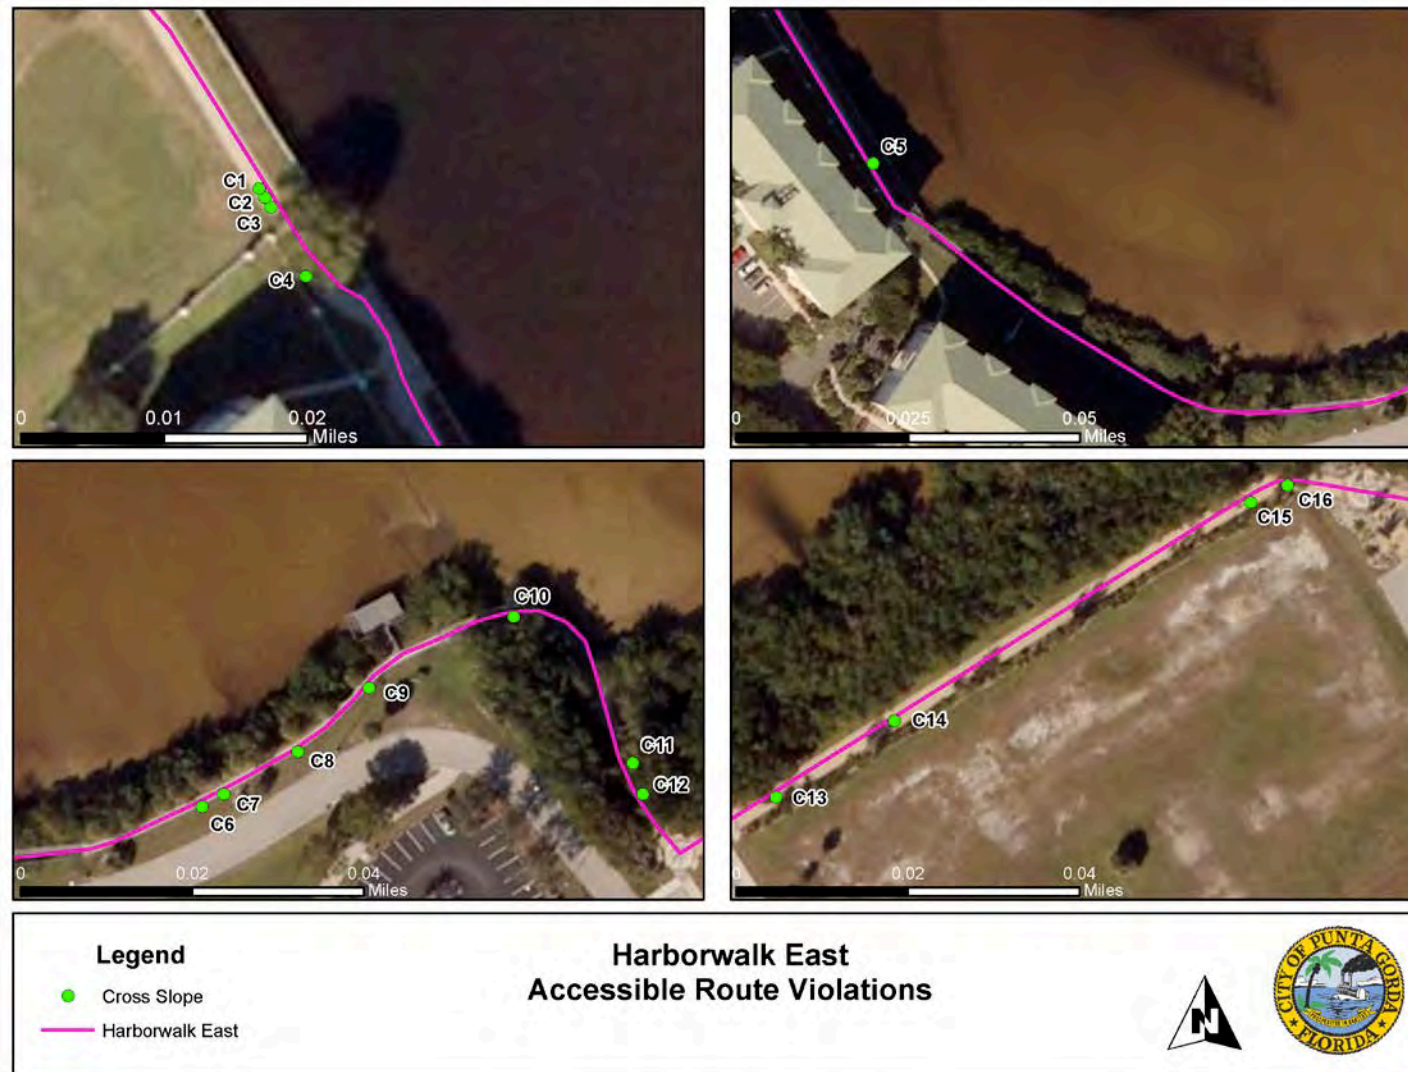 C1
C2
C3
C4
0 0.01 0.02
Miles
C5
0 0.025 0.05
Miles
C10
C9
C8
C7
C6
C11
C12
0 0.02 0.04
Miles
C16
C15
C14
C13
0 0.02 0.04
Miles
Legend
Cross Slope
Harborwalk East
Harborwalk East
Accessible Route Violations
N
CITY OF PUNTA GORDA
FLORIDA